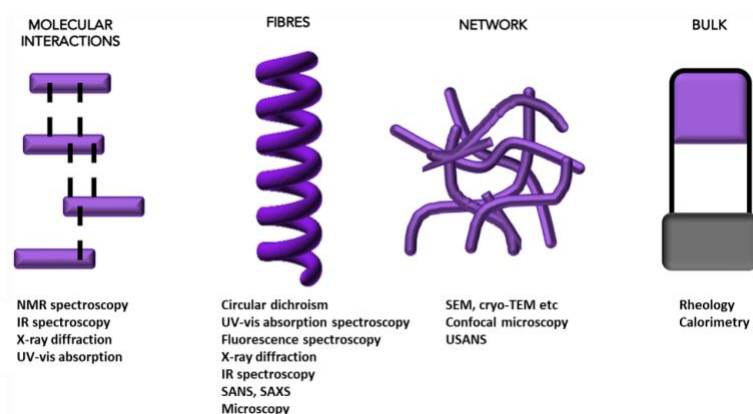 MOLECULAR
INTERACTIONS
FIBRES
NETWORK
BULK
NMR spectroscopy
IR spectroscopy
X-ray diffraction
UV-vis absorption
Circular dichroism
UV-vis absorption spectroscopy
Fluorescence spectroscopy
X-ray diffraction
IR spectroscopy
SANS, SAXS
Microscopy
SEM, cryo-TEM etc
Confocal microscopy
USANS
Rheology
Calorimetry